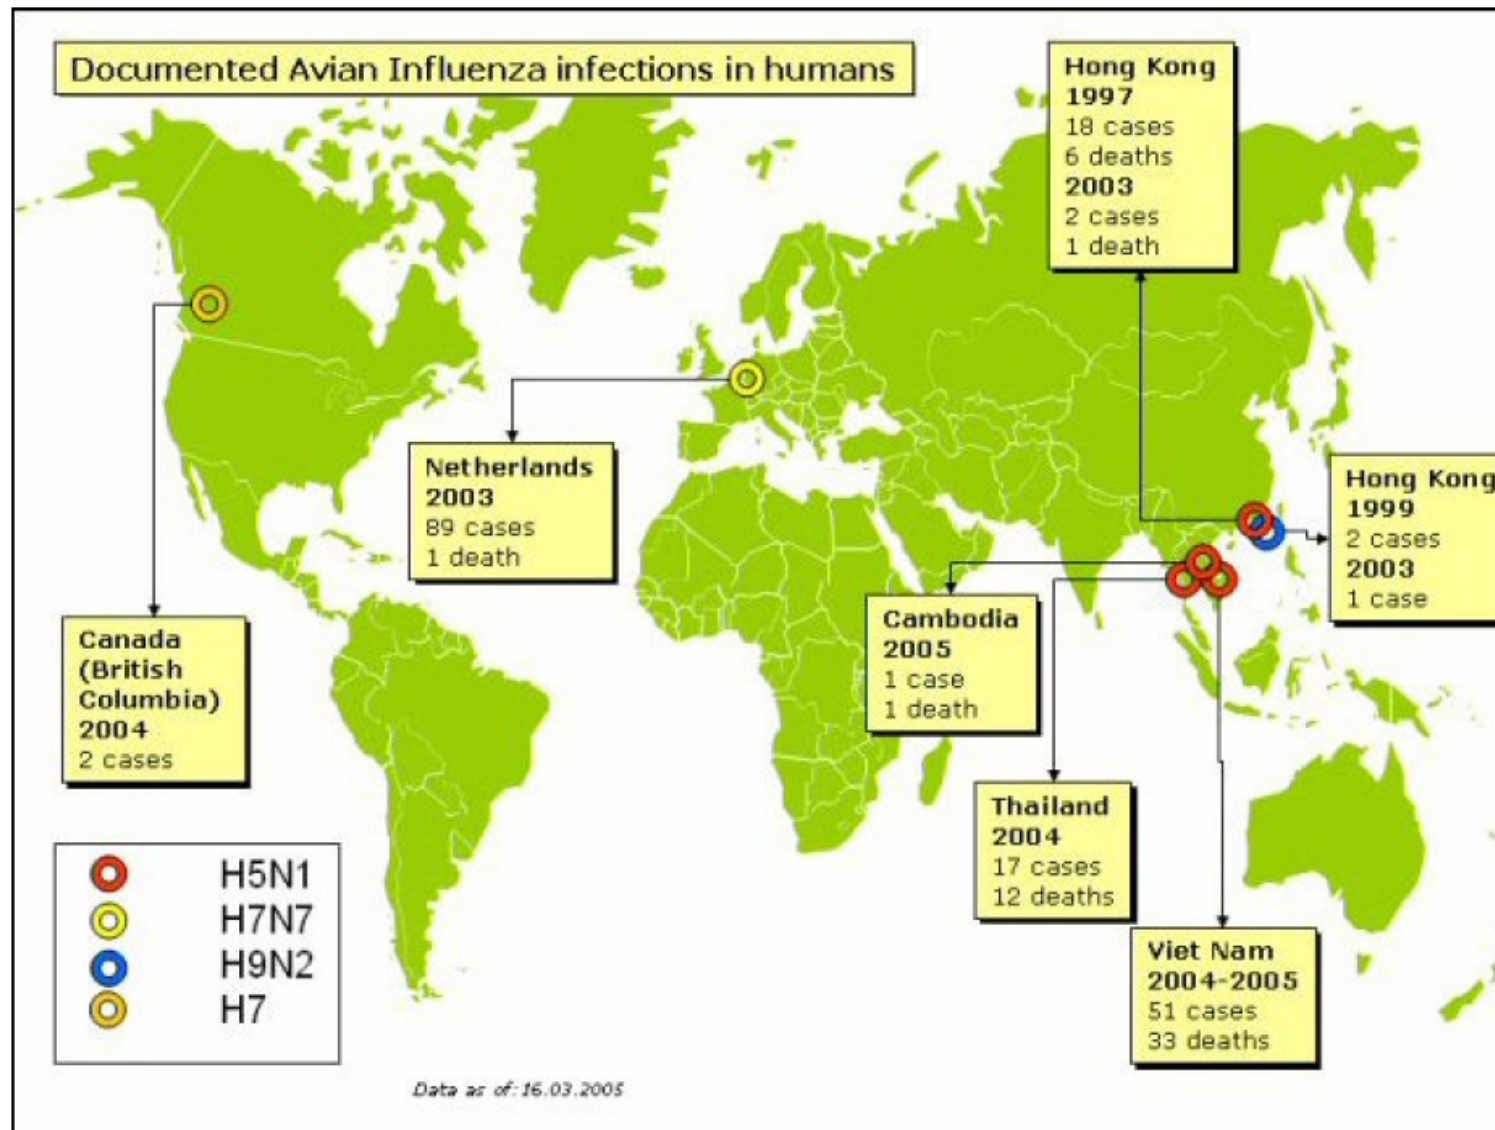 Documented Avian Influenza infections in humans
Hong Kong
1997
18 cases
6 deaths
2003
2 cases
1 death
Netherlands
2003
89 cases
1 death
Hong Kong
1999
2 cases
2003
1 case
Canada
(British
Columbia)
2004
2 cases
Cambodia
2005
1 case
1 death
Thailand
2004
17 cases
12 deaths
Viet Nam
2004-2005
51 cases
33 deaths
H5N1
H7N7
H9N2
H7
Data as of: 16.03.2005